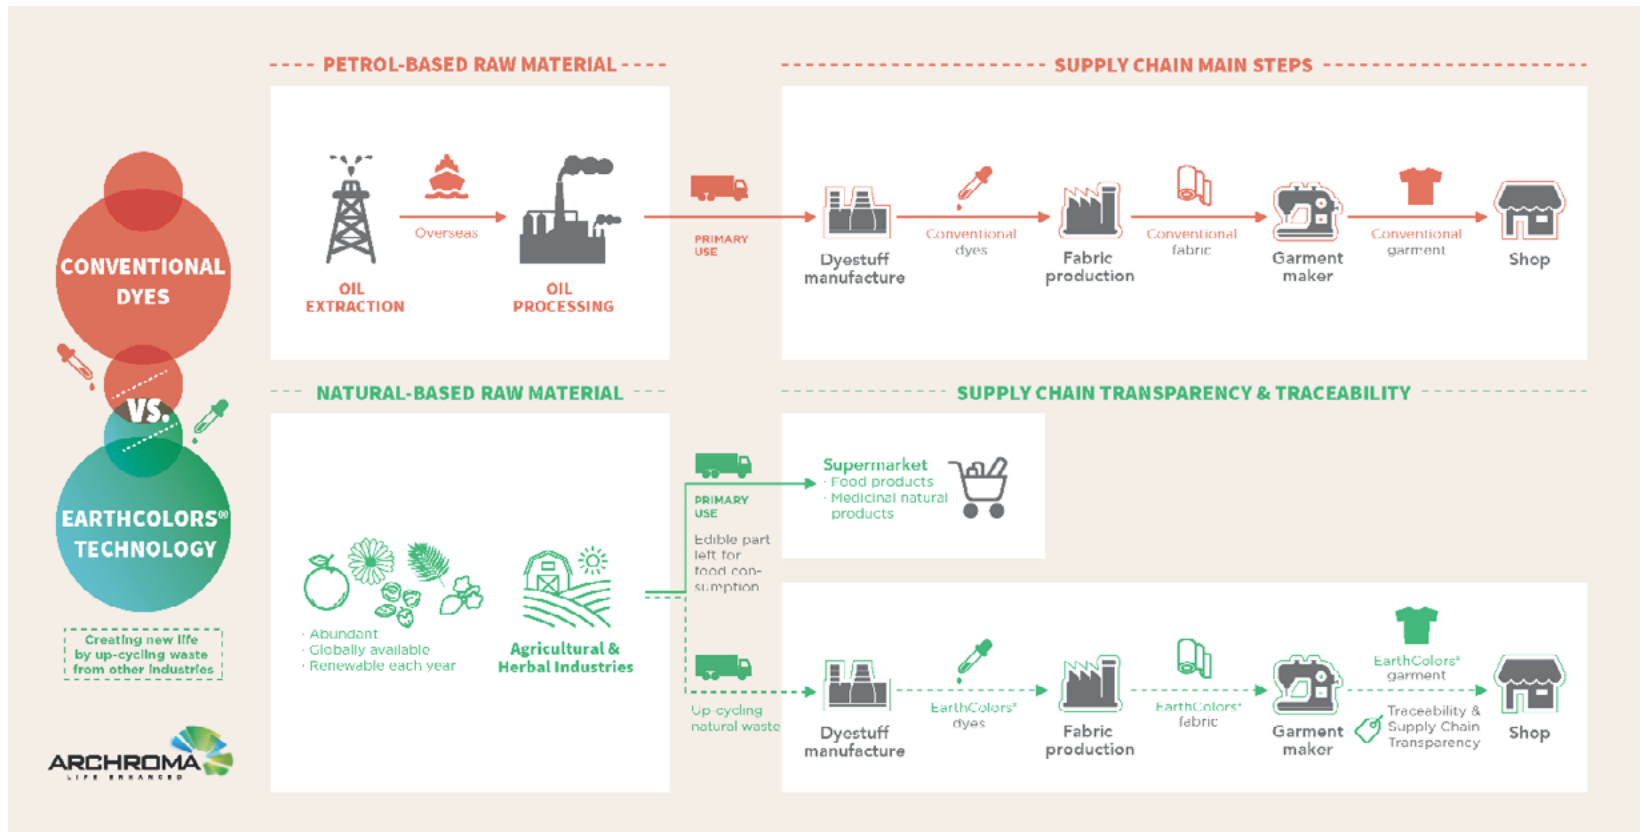 PETROL-BASED RAW MATERIAL
SUPPLY CHAIN MAIN STEPS
CONVENTIONAL
DYES
Overseas
OIL
EXTRACTION
OIL
PROCESSING
PRIMARY
USE
Dyestuff
manufacture
Conventional
dyes
Fabric
production
Conventional
fabric
Garment
maker
Conventional
garment
Shop
VS.
NATURAL-BASED RAW MATERIAL
SUPPLY CHAIN TRANSPARENCY & TRACEABILITY
EARTHCOLORS®
TECHNOLOGY
Creating new life
by up-cycling waste
from other industries
· Abundant
· Globally available
· Renewable each year
Agricultural &
Herbal Industries
PRIMARY
USE
Edible part
left for
food con-
sumption
Supermarket
· Food products
· Medicinal natural
products
Up-cycling
natural waste
Dyestuff
manufacture
EarthColors®
dyes
Fabric
production
EarthColors®
fabric
Garment
maker
EarthColors®
garment
Traceability &
Supply Chain
Transparency
Shop
ARCHROMA
LIFE ENHANCED